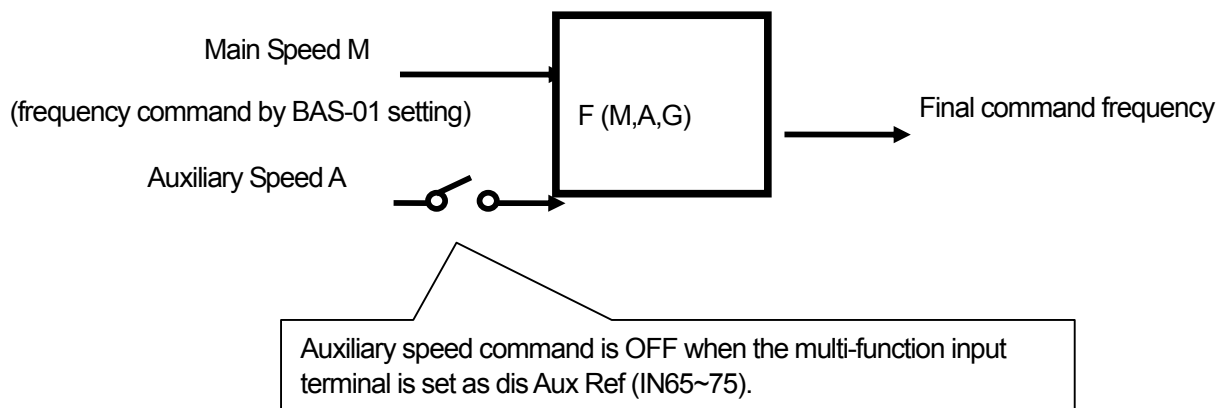 Main Speed M
(frequency command by BAS-01 setting)
F (M,A,G)
Final command frequency
Auxiliary Speed A
Auxiliary speed command is OFF when the multi-function input
terminal is set as dis Aux Ref (IN65~75).